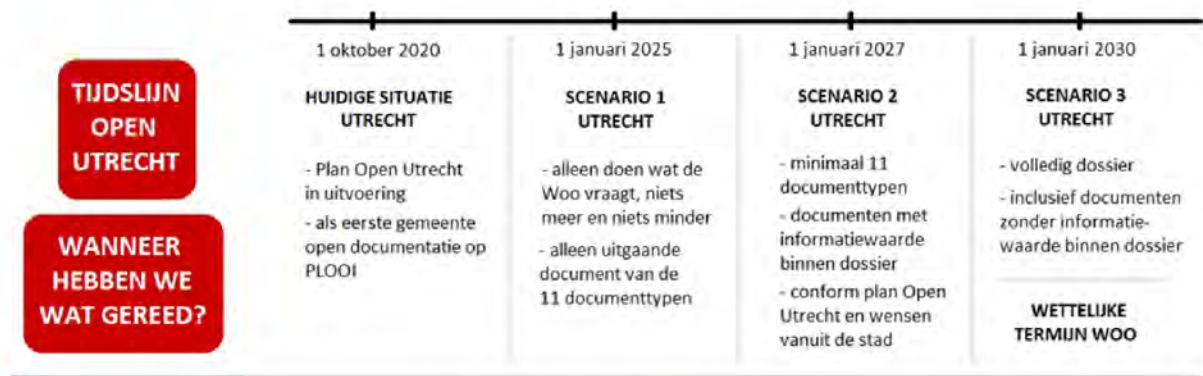 TIJDSLIJN
OPEN
UTRECHT
WANNEER
HEBBEN WE
WAT GEREED?
1 oktober 2020
HUIDIGE SITUATIE
UTRECHT
- Plan Open Utrecht
in uitvoering
- als eerste gemeente
open documentatie op
PLOOI
1 januari 2025
SCENARIO 1
UTRECHT
- alleen doen wat de
Woo vraagt, niets
meer en niets minder
- alleen uitgaande
document van de
11 documenttypen
1 januari 2027
SCENARIO 2
UTRECHT
- minimaal 11
documenttypen
- documenten met
informatiewaarde
binnen dossier
- conform plan Open
Utrecht en wensen
vanuit de stad
1 januari 2030
SCENARIO 3
UTRECHT
- volledig dossier
- inclusief documenten
zonder informatie-
waarde binnen dossier
WETTELIJKE
TERMIJN WOO